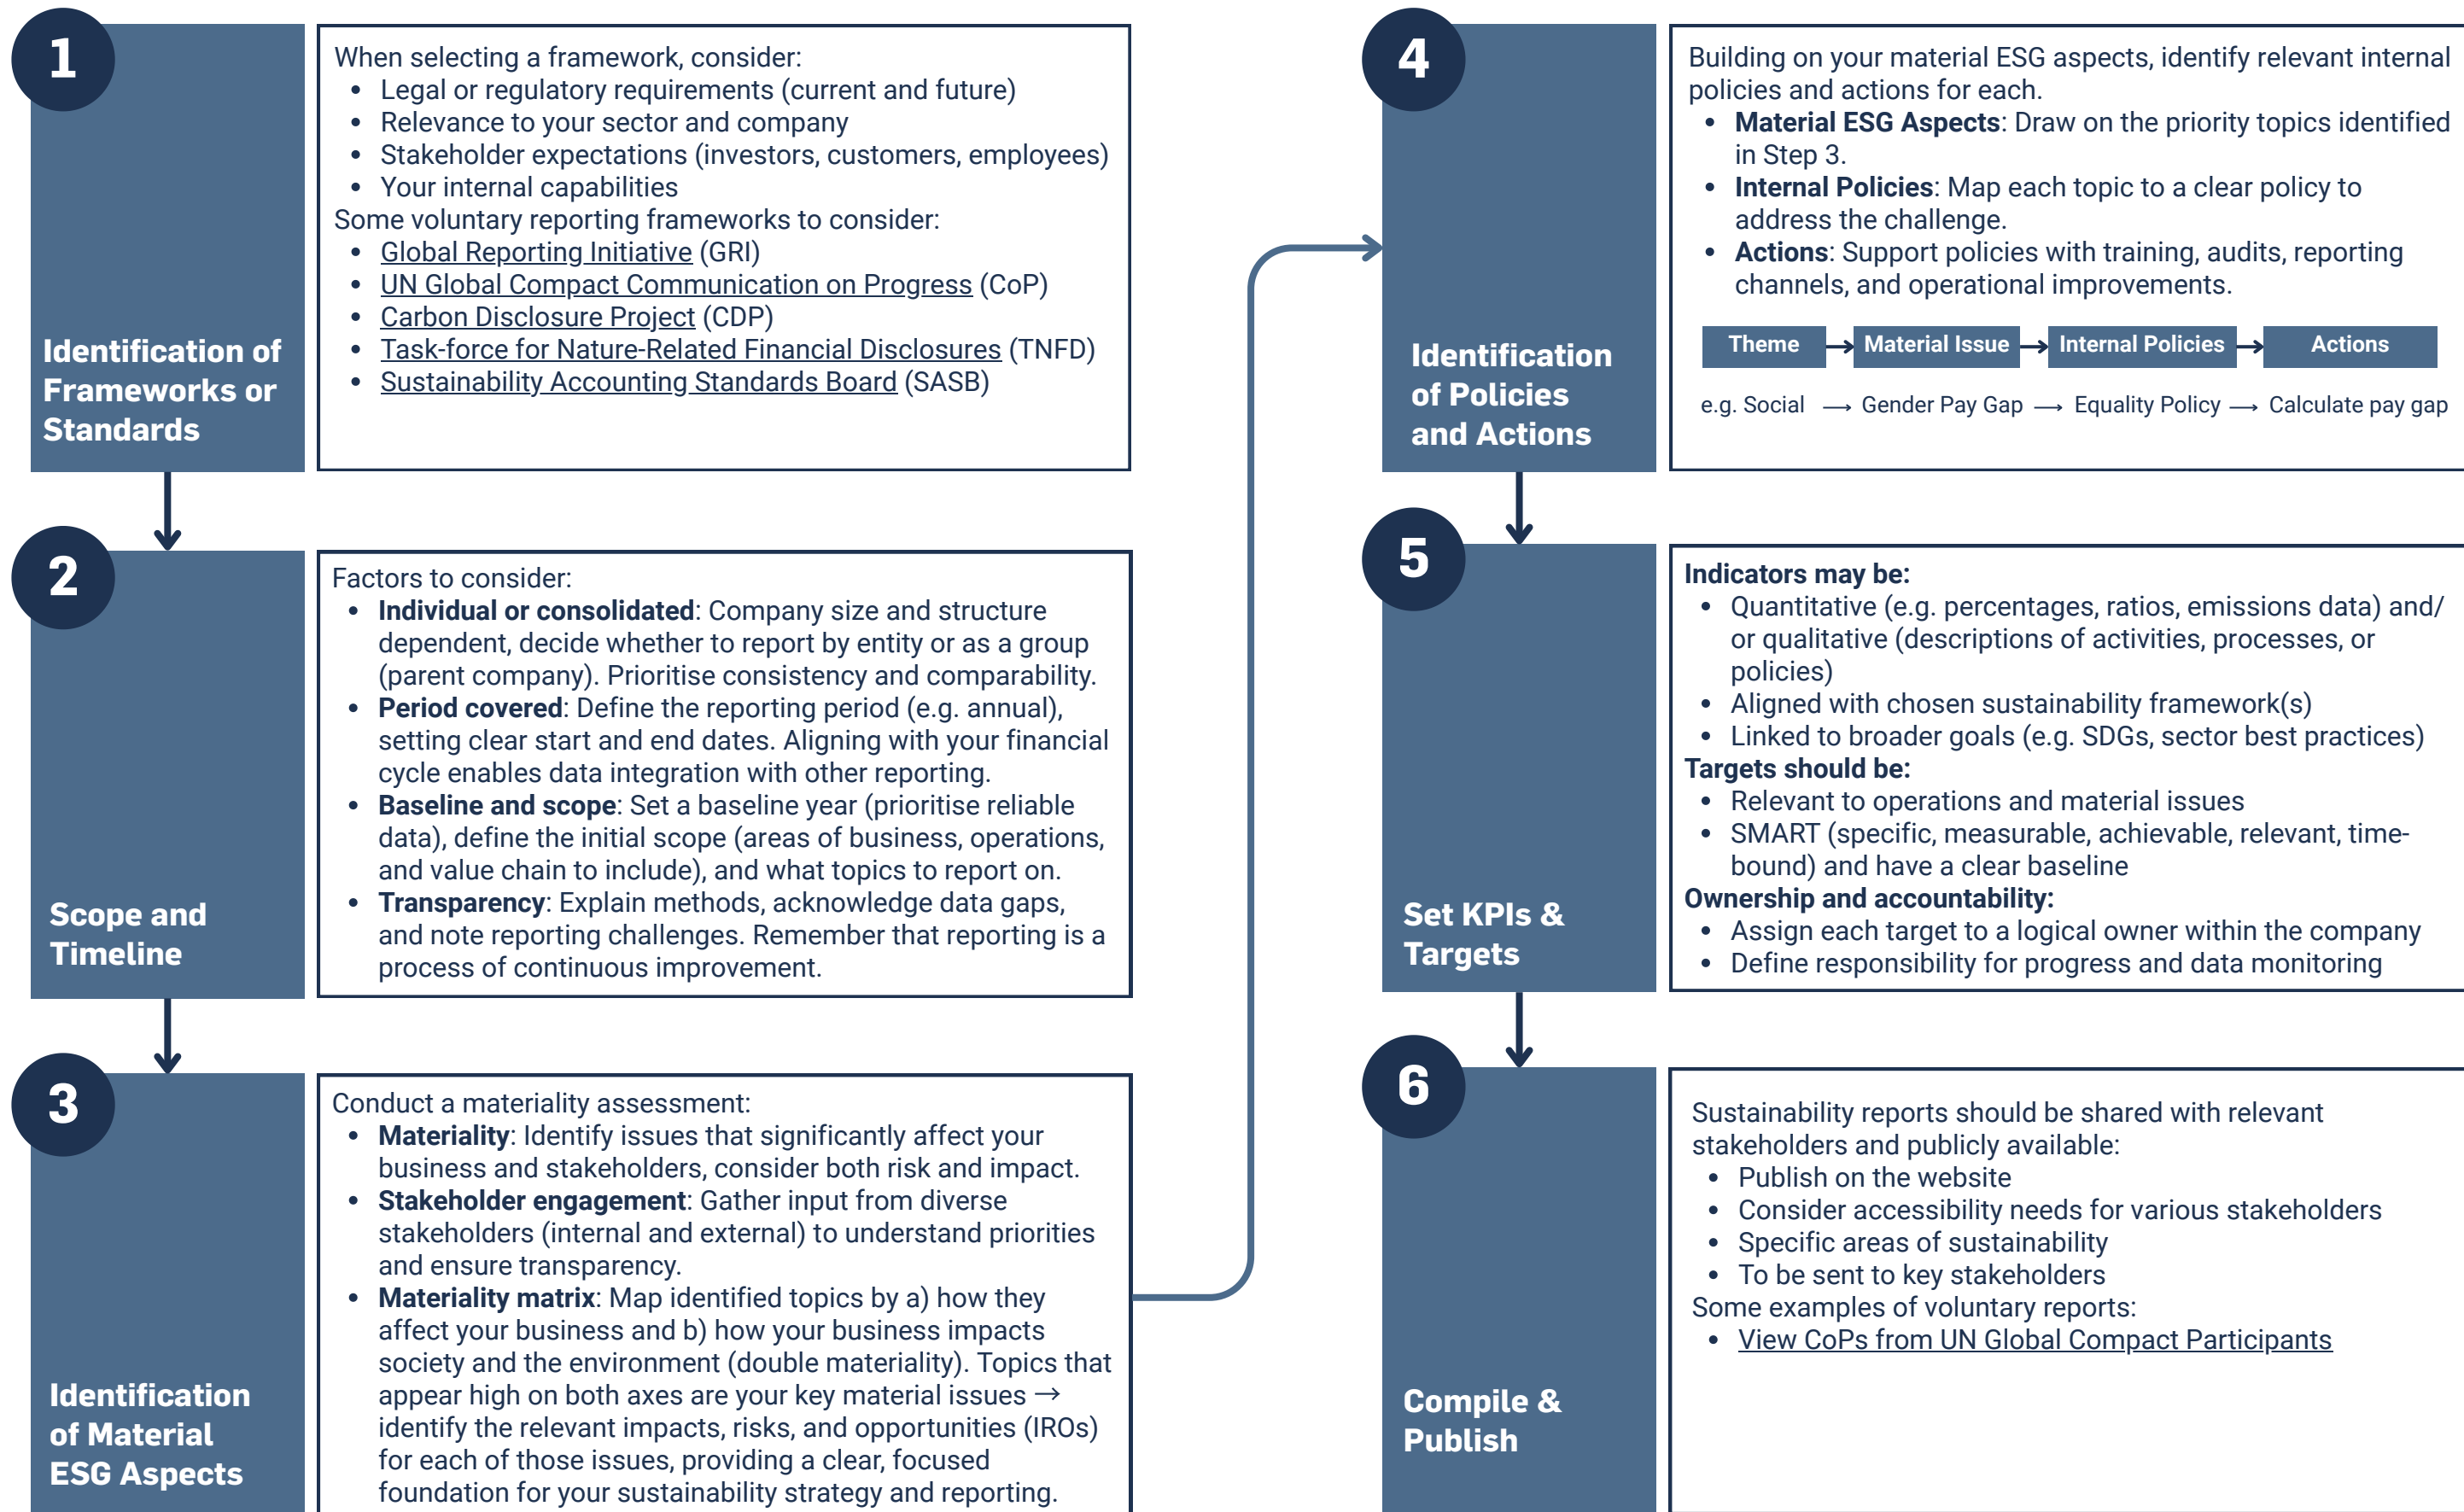 1
Identification of
Frameworks or
Standards
When selecting a framework, consider:
• Legal or regulatory requirements (current and future)
• Relevance to your sector and company
• Stakeholder expectations (investors, customers, employees)
• Your internal capabilities
Some voluntary reporting frameworks to consider:
• Global Reporting Initiative (GRI)
• UN Global Compact Communication on Progress (CoP)
• Carbon Disclosure Project (CDP)
• Task-force for Nature-Related Financial Disclosures (TNFD)
• Sustainability Accounting Standards Board (SASB)
2
Scope and
Timeline
Factors to consider:
• Individual or consolidated: Company size and structure
dependent, decide whether to report by entity or as a group
(parent company). Prioritise consistency and comparability.
• Period covered: Define the reporting period (e.g. annual),
setting clear start and end dates. Aligning with your financial
cycle enables data integration with other reporting.
• Baseline and scope: Set a baseline year (prioritise reliable
data), define the initial scope (areas of business, operations,
and value chain to include), and what topics to report on.
• Transparency: Explain methods, acknowledge data gaps,
and note reporting challenges. Remember that reporting is a
process of continuous improvement.
3
Identification
of Material
ESG Aspects
Conduct a materiality assessment:
• Materiality: Identify issues that significantly affect your
business and stakeholders, consider both risk and impact.
• Stakeholder engagement: Gather input from diverse
stakeholders (internal and external) to understand priorities
and ensure transparency.
• Materiality matrix: Map identified topics by a) how they
affect your business and b) how your business impacts
society and the environment (double materiality). Topics that
appear high on both axes are your key material issues →
identify the relevant impacts, risks, and opportunities (IROs)
for each of those issues, providing a clear, focused
foundation for your sustainability strategy and reporting.
4
Identification
of Policies
and Actions
Building on your material ESG aspects, identify relevant internal
policies and actions for each.
• Material ESG Aspects: Draw on the priority topics identified
in Step 3.
• Internal Policies: Map each topic to a clear policy to
address the challenge.
• Actions: Support policies with training, audits, reporting
channels, and operational improvements.
Theme → Material Issue → Internal Policies → Actions
e.g. Social → Gender Pay Gap → Equality Policy → Calculate pay gap
5
Set KPIs &
Targets
Indicators may be:
• Quantitative (e.g. percentages, ratios, emissions data) and/
or qualitative (descriptions of activities, processes, or
policies)
• Aligned with chosen sustainability framework(s)
• Linked to broader goals (e.g. SDGs, sector best practices)
Targets should be:
• Relevant to operations and material issues
• SMART (specific, measurable, achievable, relevant, time-
bound) and have a clear baseline
Ownership and accountability:
• Assign each target to a logical owner within the company
• Define responsibility for progress and data monitoring
6
Compile &
Publish
Sustainability reports should be shared with relevant
stakeholders and publicly available:
• Publish on the website
• Consider accessibility needs for various stakeholders
• Specific areas of sustainability
• To be sent to key stakeholders
Some examples of voluntary reports:
• View CoPs from UN Global Compact Participants